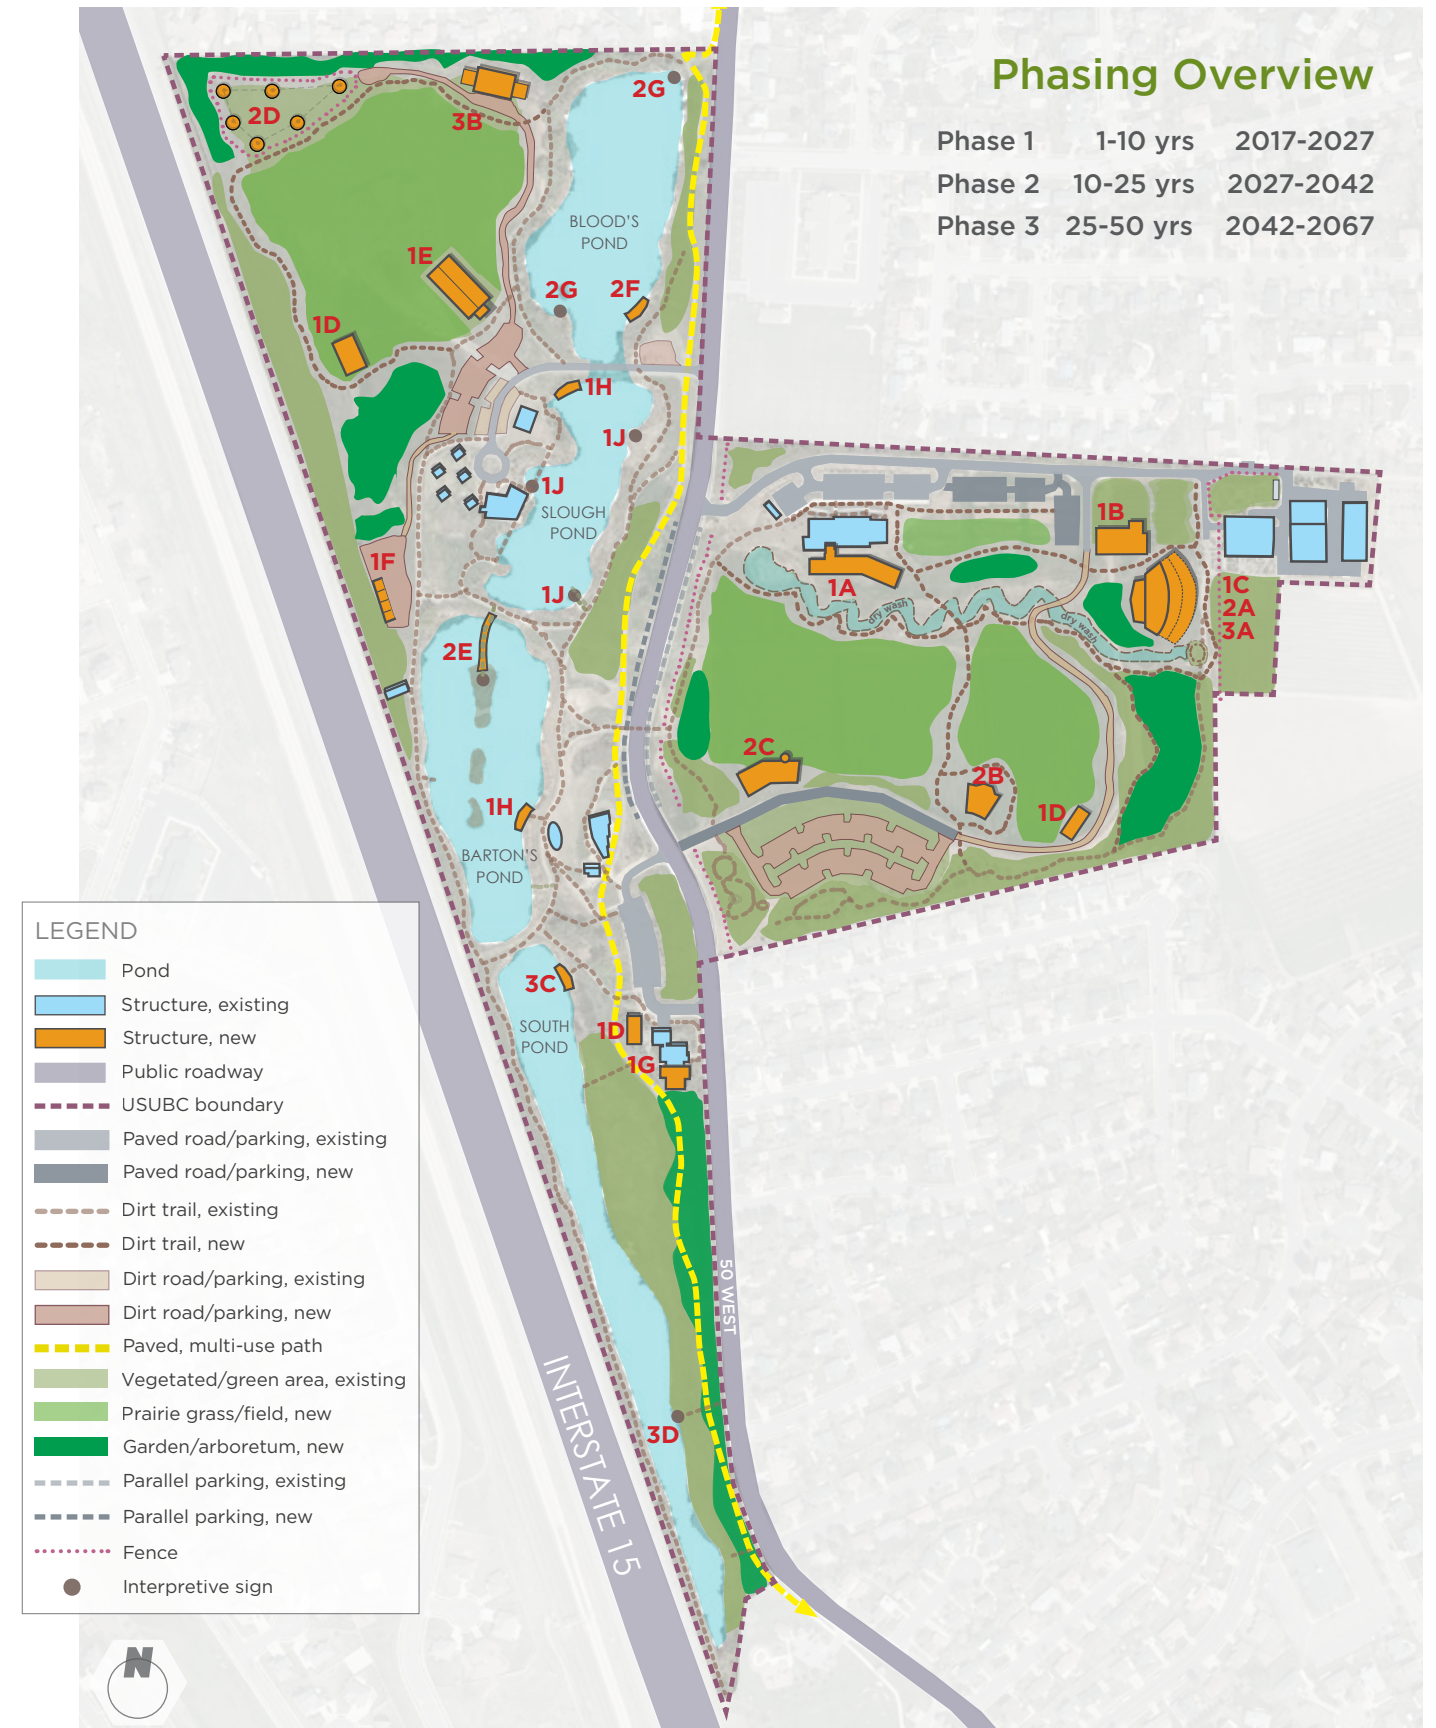 Phasing Overview
Phase 1 1-10 yrs 2017-2027
Phase 2 10-25 yrs 2027-2042
Phase 3 25-50 yrs 2042-2067
2G
2D
3B
BLOOD'S
POND
1E
2G
2F
1D
1H
1J
1J
SLOUGH
POND
1B
1F
1A
1C
2A
3A
dry wash
dry wash
1J
2E
2C
2B
1H
1D
BARTON'S
POND
3C
SOUTH
POND
1D
1G
50 WEST
INTERSTATE 15
3D
LEGEND
Pond
Structure, existing
Structure, new
Public roadway
USUBC boundary
Paved road/parking, existing
Paved road/parking, new
Dirt trail, existing
Dirt trail, new
Dirt road/parking, existing
Dirt road/parking, new
Paved, multi-use path
Vegetated/green area, existing
Prairie grass/field, new
Garden/arboretum, new
Parallel parking, existing
Parallel parking, new
Fence
Interpretive sign
N